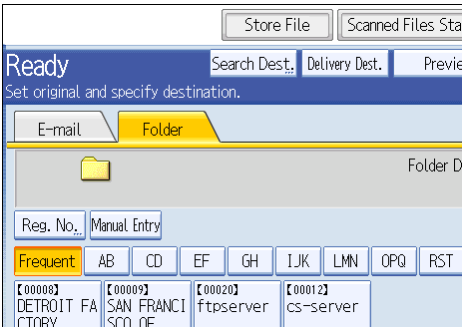 Store File Scanned Files Sta
Ready Search Dest. Delivery Dest. Previe
Set original and specify destination.
E-mail Folder
Folder D
Reg. No. Manual Entry
Frequent AB CD EF GH IJK LMN OPQ RST
[00008] [00009] [00020] [00012]
DETROIT FA SAN FRANCI ftpserver cs-server
CTORY SCO OF